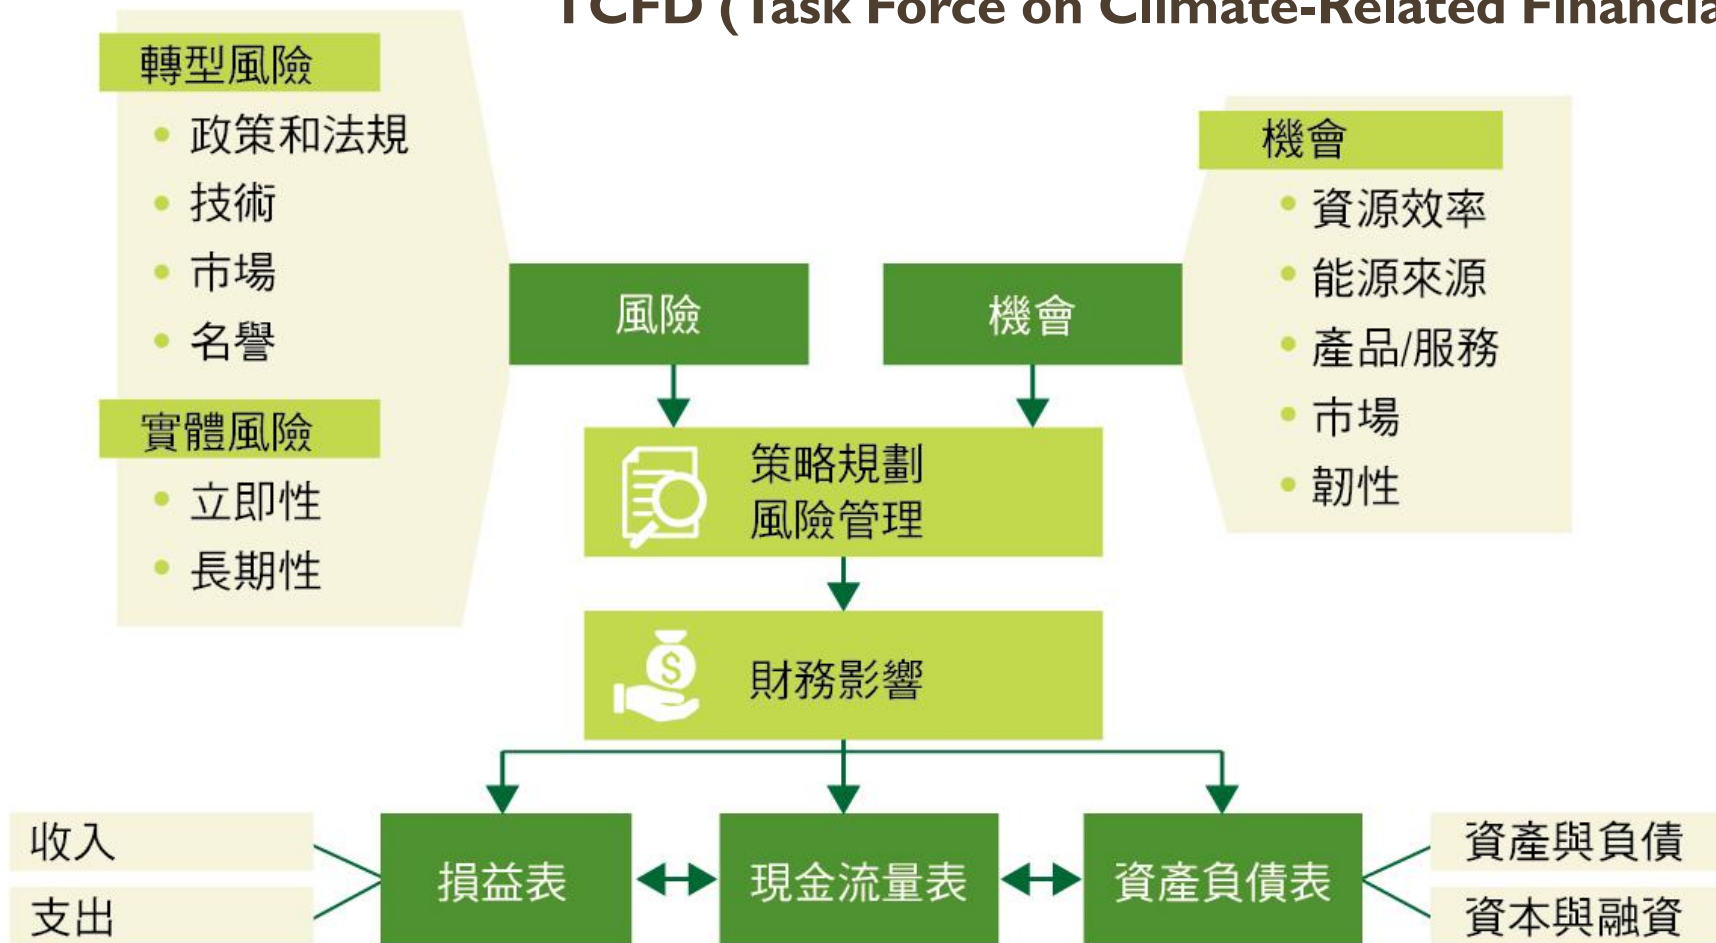 TCFD (Task Force on Climate-Related Financia
轉型風險
政策和法規
技術
市場
名譽
實體風險
立即性
長期性
風險
機會
機會
資源效率
能源來源
產品/服務
市場
韌性
策略規劃
風險管理
財務影響
收入
支出
損益表
現金流量表
資產負債表
資產與負債
資本與融資